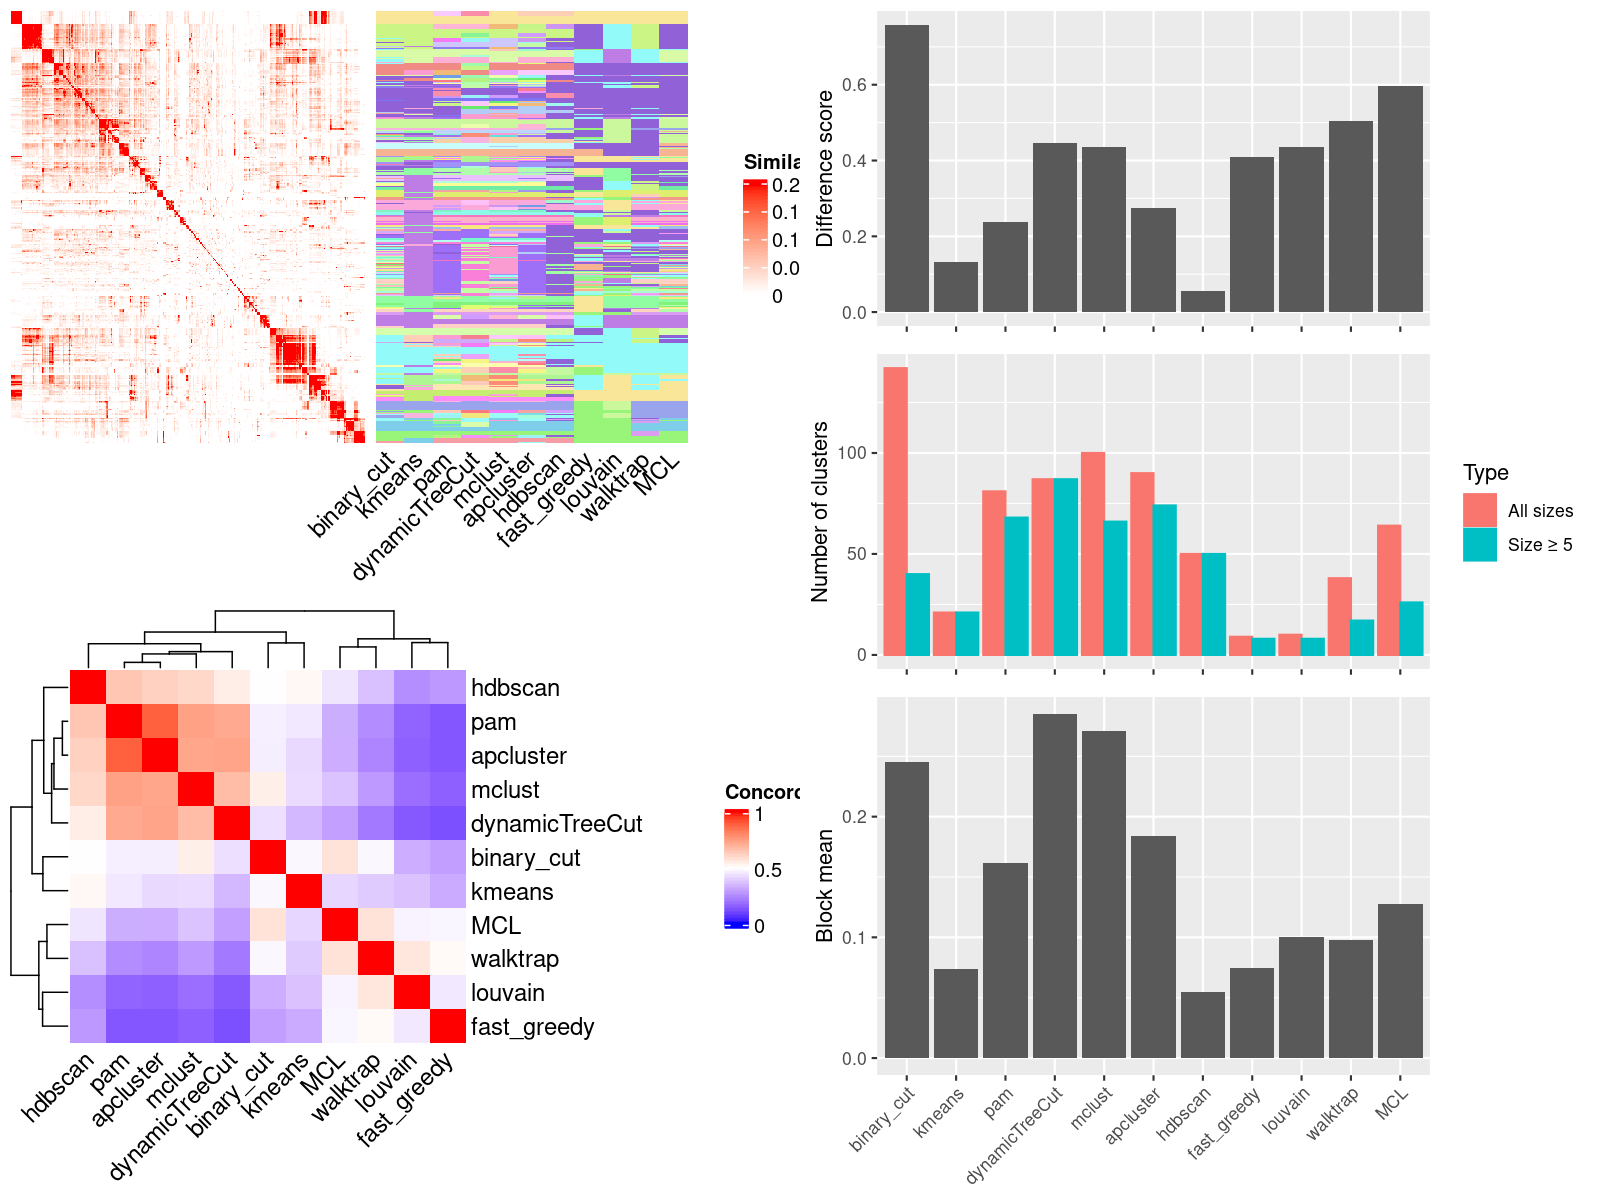 Simila
0.2
0.1
0.1
0.0
0
binary_cut
kmeans
pam
dynamicTreeCut
mclust
apcluster
hdbscan
fast_greedy
louvain
walktrap
MCL
hdbscan
pam
apcluster
mclust
dynamicTreeCut
binary_cut
kmeans
MCL
walktrap
louvain
fast_greedy
hdbscan
pam
apcluster
mclust
dynamicTreeCut
binary_cut
kmeans
MCL
walktrap
louvain
fast_greedy
Concord
1
0.5
0
Difference score
0.6
0.4
0.2
0.0
Number of clusters
100
50
0
Type
All sizes
Size ≥ 5
Block mean
0.2
0.1
0.0
binary_cut
kmeans
pam
dynamicTreeCut
mclust
apcluster
hdbscan
fast_greedy
louvain
walktrap
MCL